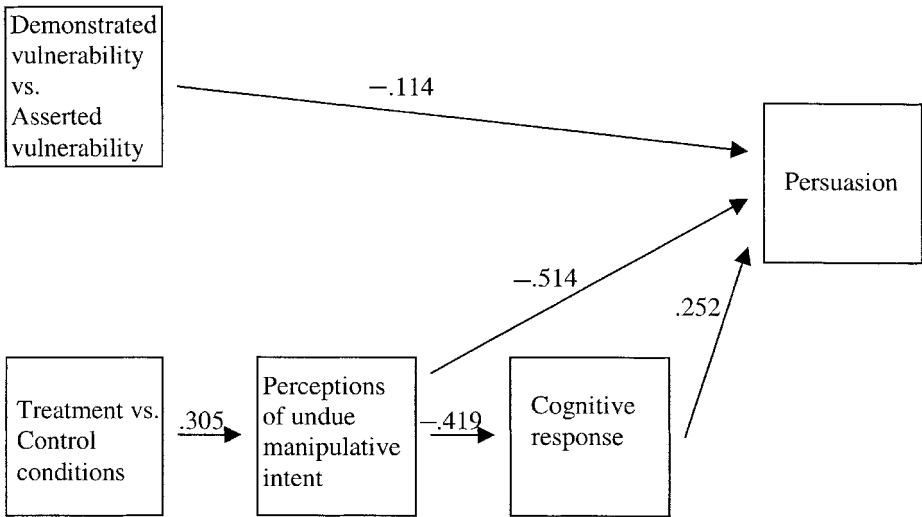 Demonstrated
vulnerability
vs.
Asserted
vulnerability
−.114
Persuasion
−.514
.252
Treatment vs.
Control
conditions
.305
Perceptions
of undue
manipulative
intent
−.419
Cognitive
response